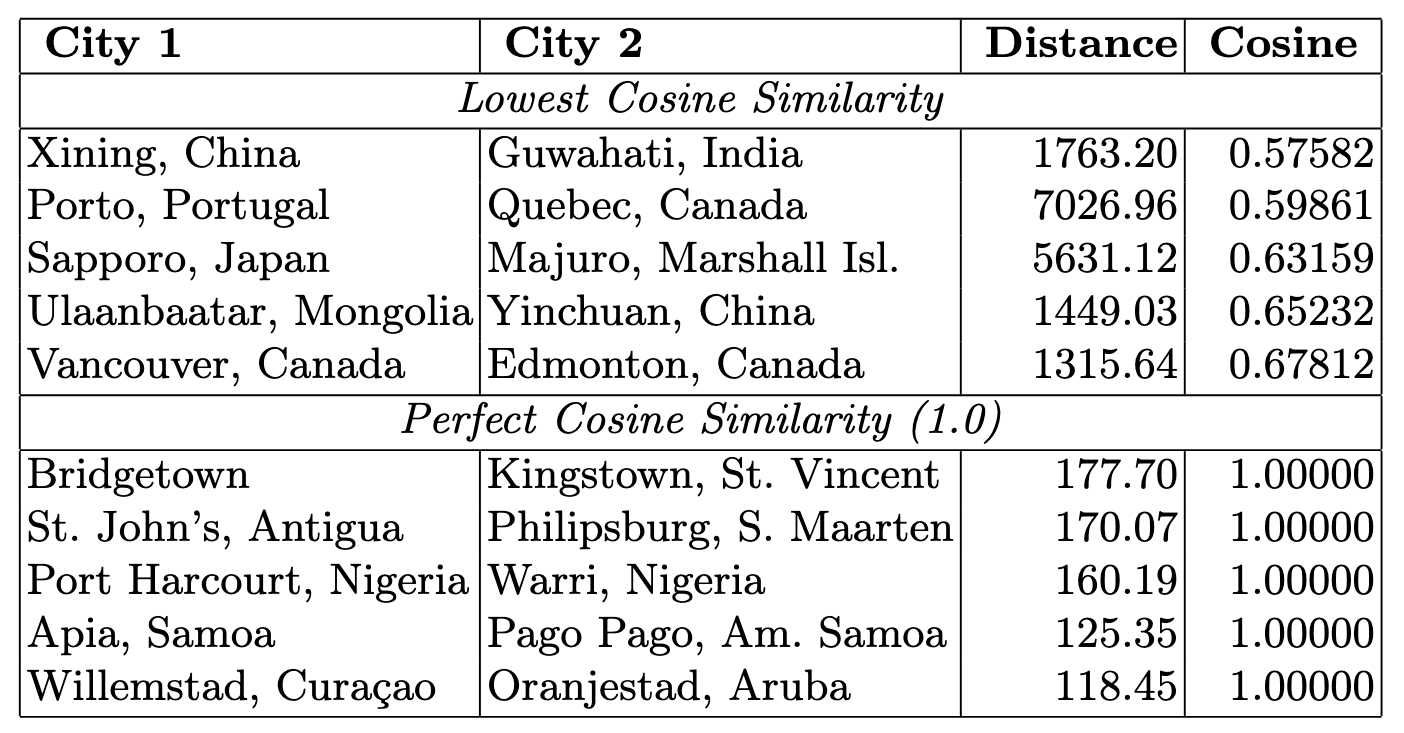 City 1 City 2 Distance Cosine
Lowest Cosine Similarity
Xining, China Guwahati, India 1763.20 0.57582
Porto, Portugal Quebec, Canada 7026.96 0.59861
Sapporo, Japan Majuro, Marshall Isl. 5631.12 0.63159
Ulaanbaatar, Mongolia Yinchuan, China 1449.03 0.65232
Vancouver, Canada Edmonton, Canada 1315.64 0.67812
Perfect Cosine Similarity (1.0)
Bridgetown Kingstown, St. Vincent 177.70 1.00000
St. John's, Antigua Philipsburg, S. Maarten 170.07 1.00000
Port Harcourt, Nigeria Warri, Nigeria 160.19 1.00000
Apia, Samoa Pago Pago, Am. Samoa 125.35 1.00000
Willemstad, Curaçao Oranjestad, Aruba 118.45 1.00000